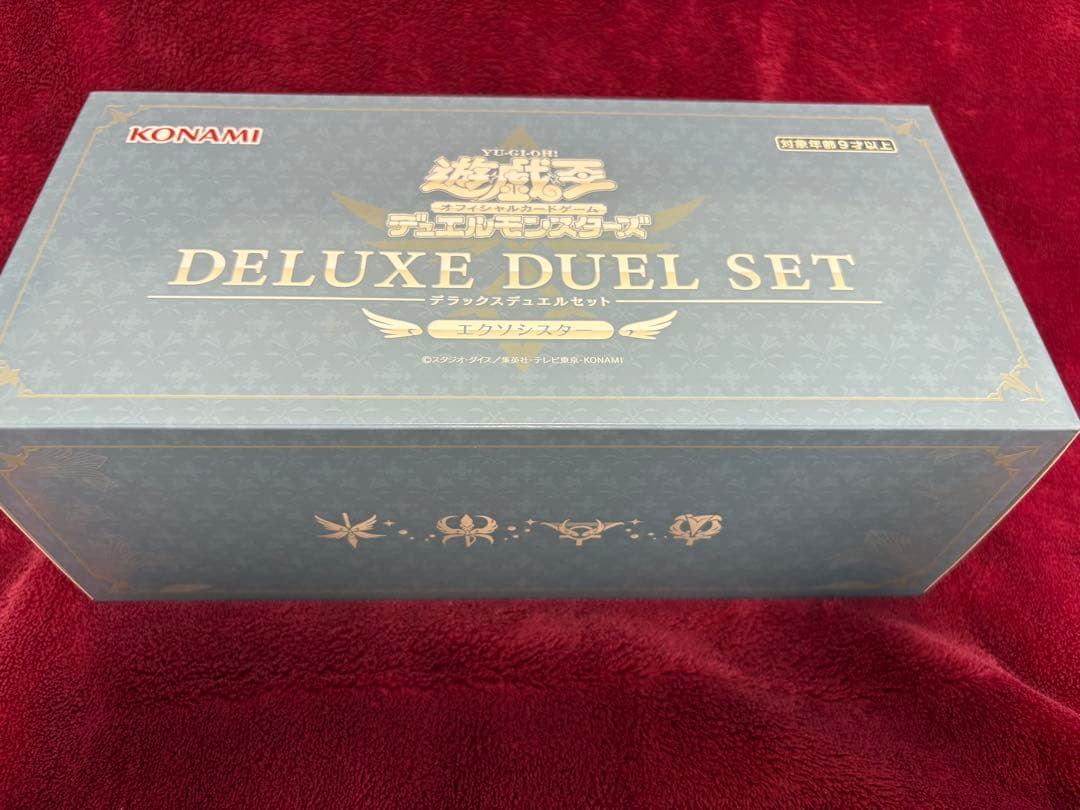 KONAMI
対象年齢9才以上
YU-GI-OH!
遊戯王
オフィシャルカードゲーム
デュエルモンスターズ
DELUXE DUEL SET
デラックスデュエルセット
エクソシスター
©スタジオ・ダイス／集英社・テレビ東京・KONAMI